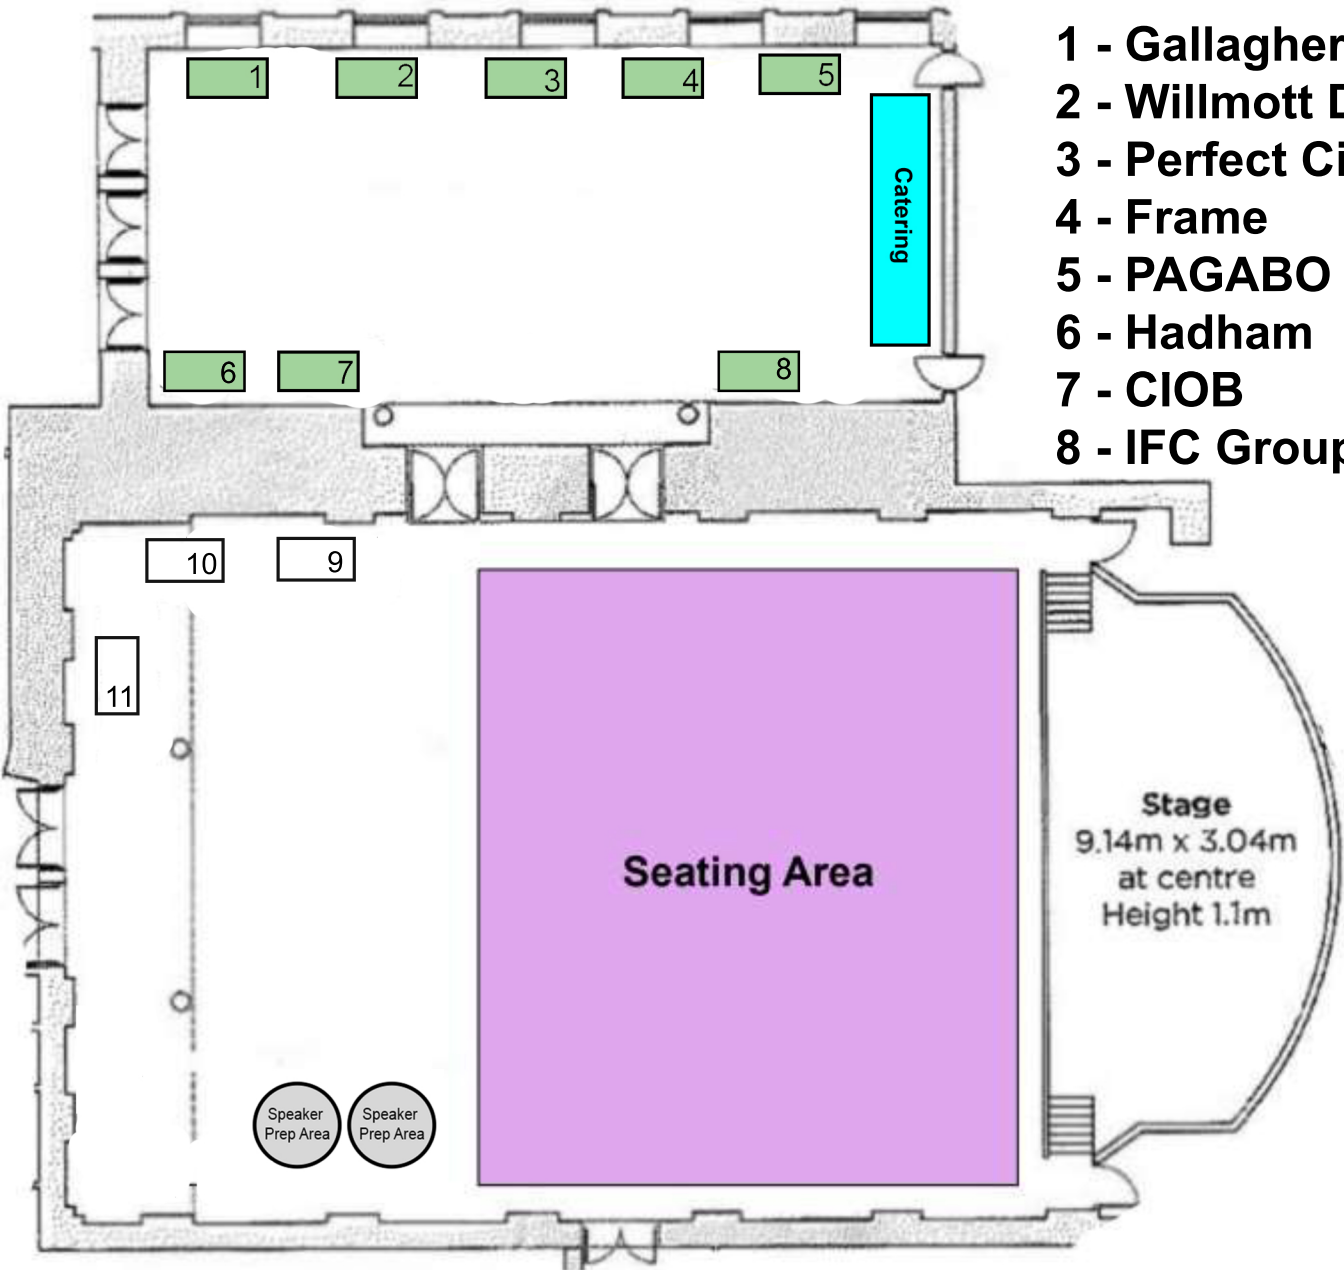 1 - Gallagher
2 - Willmott
3 - Perfect
4 - Frame
5 - PAGABO
6 - Hadham
7 - CIOB
8 - IFC Group
1
2
3
4
5
Catering
6
7
8
10
9
11
Seating Area
Stage
9.14m x 3.04m
at centre
Height 1.1m
Speaker
Prep Area
Speaker
Prep Area